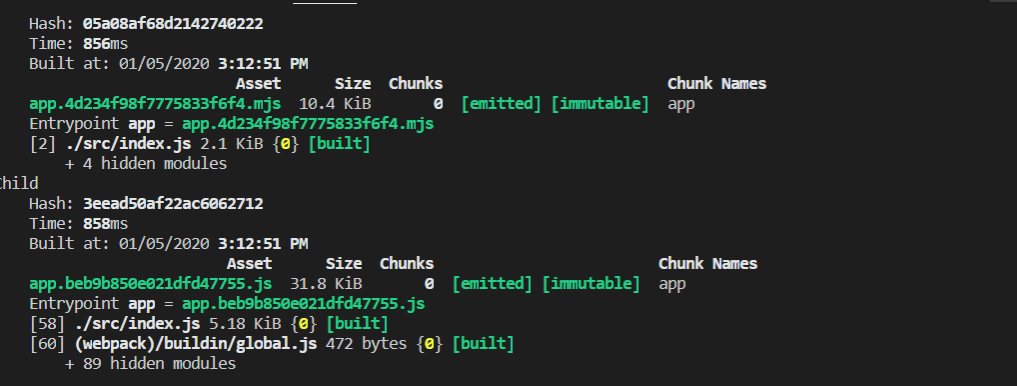 Hash: 05a08af68d2142740222
Time: 856ms
Built at: 01/05/2020 3:12:51 PM
Asset Size Chunks Chunk Names
app.4d234f98f7775833f6f4.mjs 10.4 KiB 0 [emitted] [immutable] app
Entrypoint app = app.4d234f98f7775833f6f4.mjs
[2] ./src/index.js 2.1 KiB {0} [built]
+ 4 hidden modules
Child
Hash: 3eead50af22ac6062712
Time: 858ms
Built at: 01/05/2020 3:12:51 PM
Asset Size Chunks Chunk Names
app.beb9b850e021dfd47755.js 31.8 KiB 0 [emitted] [immutable] app
Entrypoint app = app.beb9b850e021dfd47755.js
[58] ./src/index.js 5.18 KiB {0} [built]
[60] (webpack)/buildin/global.js 472 bytes {0} [built]
+ 89 hidden modules